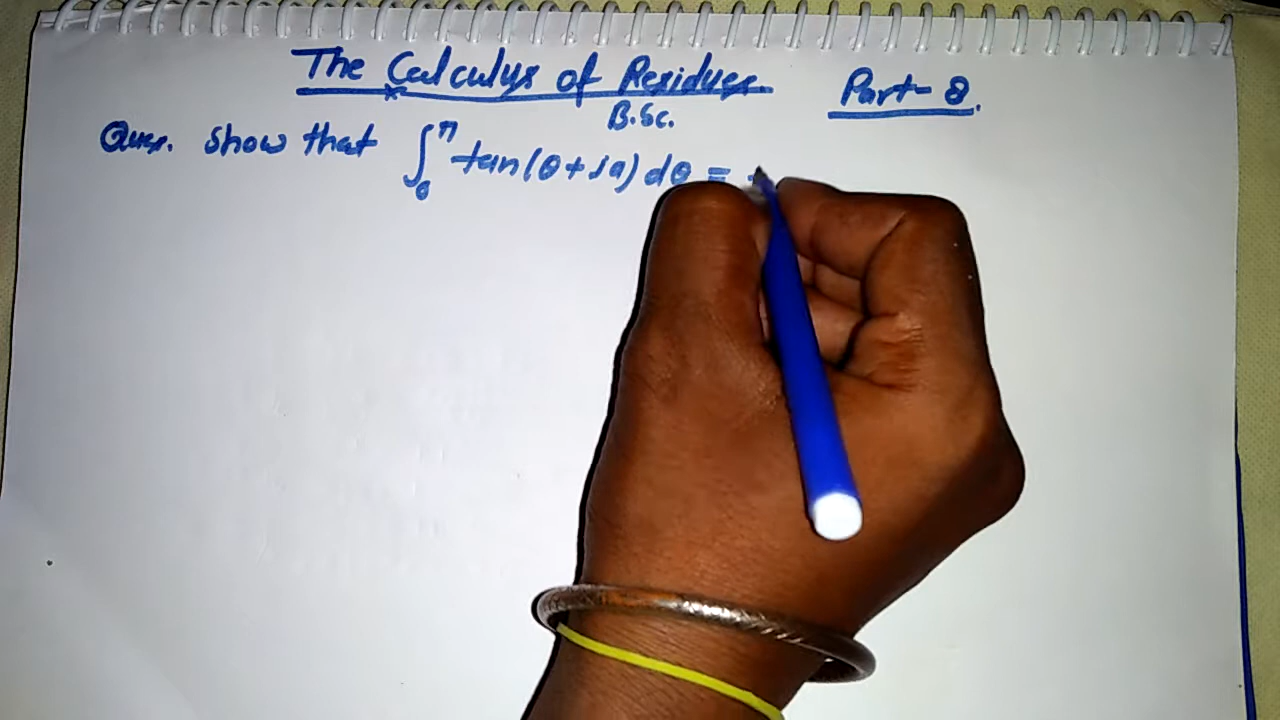 The Calculus of Residues. Part-8.
B.Sc.
Ques. Show that ∫₀^π tan(θ+ia)dθ =